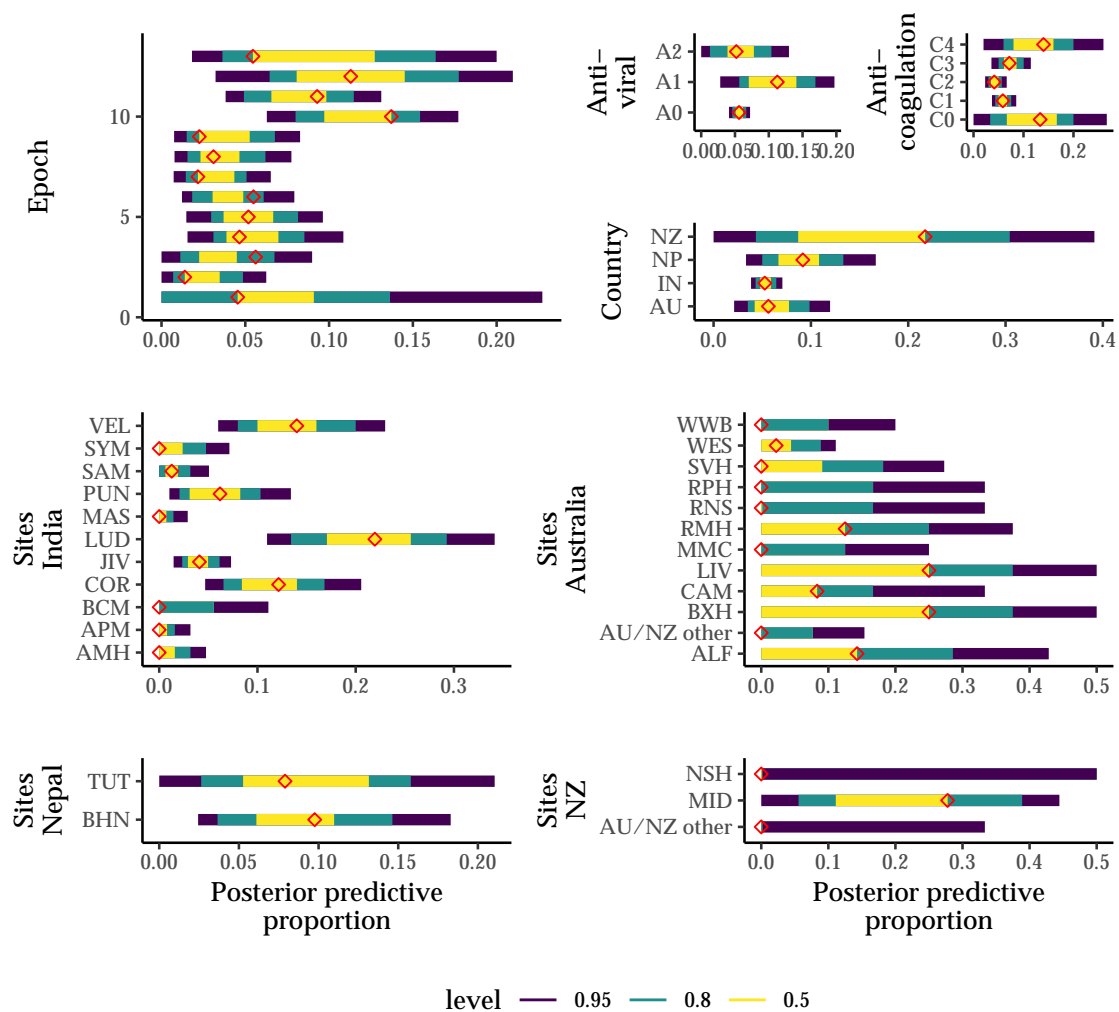 Epoch
10
5
0
0.00 0.05 0.10 0.15 0.20
Anti–
viral
A2
A1
A0
0.00 0.05 0.10 0.15 0.20
Anti–
coagulation
C4
C3
C2
C1
C0
0.0 0.1 0.2
Country
NZ
NP
IN
AU
0.0 0.1 0.2 0.3 0.4
Sites
India
VEL
SYM
SAM
PUN
MAS
LUD
JIV
COR
BCM
APM
AMH
0.0 0.1 0.2 0.3
Sites
Australia
WWB
WES
SVH
RPH
RNS
RMH
MMC
LIV
CAM
BXH
AU/NZ other
ALF
0.0 0.1 0.2 0.3 0.4 0.5
Sites
Nepal
TUT
BHN
0.00 0.05 0.10 0.15 0.20
Posterior predictive
proportion
Sites
NZ
NSH
MID
AU/NZ other
0.0 0.1 0.2 0.3 0.4 0.5
Posterior predictive
proportion
level 0.95 0.8 0.5